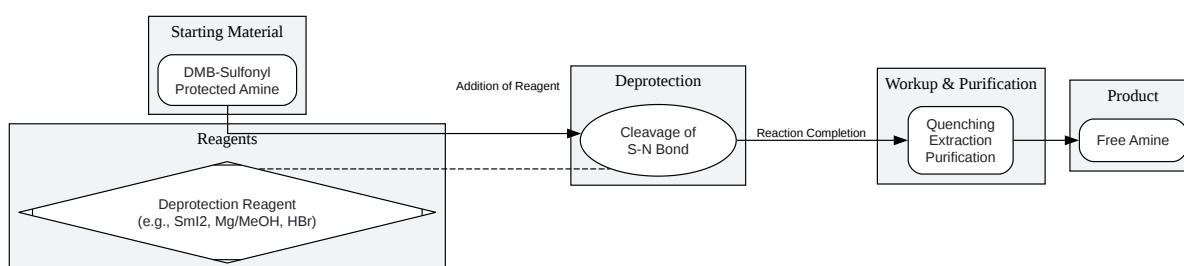 Starting Material
DMB-Sulfonyl
Protected Amine
Reagents
Deprotection Reagent
(e.g., SmI2, Mg/MeOH, HBr)
Addition of Reagent
Deprotection
Cleavage of
S-N Bond
Reaction Completion
Workup & Purification
Quenching
Extraction
Purification
Product
Free Amine